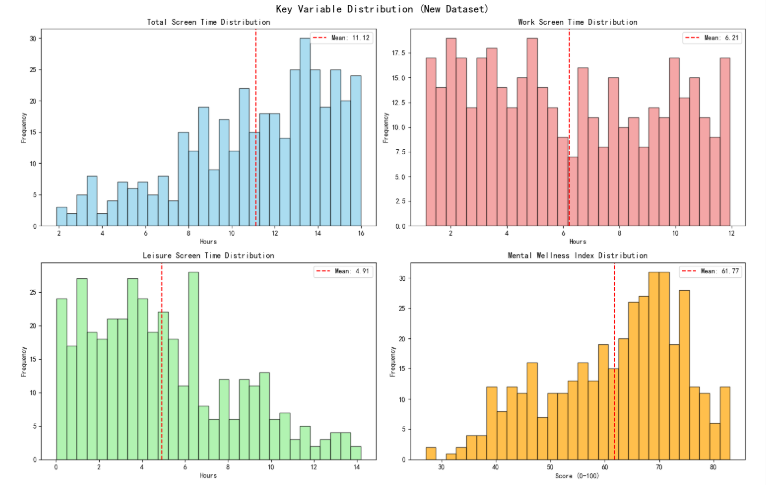 Key Variable Distribution (New Dataset)
Total Screen Time Distribution
Mean: 11.12
Frequency
30
25
20
15
10
5
0
2 4 6 8 10 12 14 16
Hours
Work Screen Time Distribution
Mean: 6.21
Frequency
17.5
15.0
12.5
10.0
7.5
5.0
2.5
0.0
2 4 6 8 10 12
Hours
Leisure Screen Time Distribution
Mean: 4.91
Frequency
25
20
15
10
5
0
0 2 4 6 8 10 12 14
Hours
Mental Wellness Index Distribution
Mean: 61.77
Frequency
30
25
20
15
10
5
0
30 40 50 60 70 80
Score (0-100)